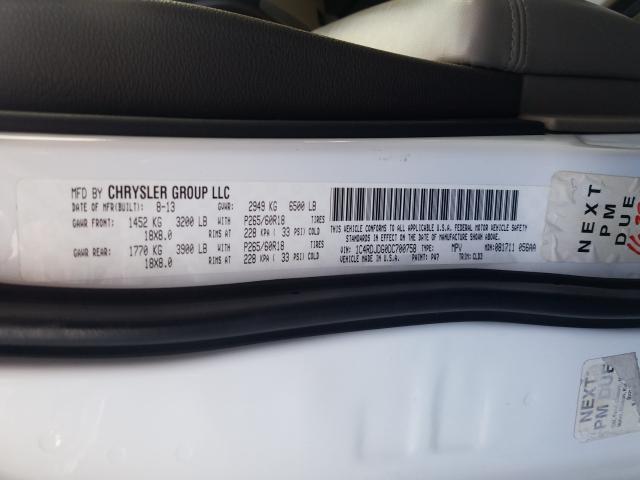 MFD BY CHRYSLER GROUP LLC
DATE OF MFR(BUILT): 8-13 GVWR: 2949 KG 6500 LB
GAWR FRONT: 1452 KG 3200 LB WITH P265/60R18 TIRES
18X8.0 RIMS AT 228 KPA ( 33 PSI) COLD
GAWR REAR: 1770 KG 3900 LB WITH P265/60R18 TIRES
18X8.0 RIMS AT 228 KPA ( 33 PSI) COLD
THIS VEHICLE CONFORMS TO ALL APPLICABLE U.S.A. FEDERAL MOTOR VEHICLE SAFETY
STANDARDS IN EFFECT ON THE DATE OF MANUFACTURE SHOWN ABOVE.
VIN: 1C4RDJDG0DC700758 TYPE: MPV MDH: 081711 056AA
VEHICLE MADE IN U.S.A. PAINT: PW7 TRIM: CLD3
NEXT
PM
DUE
NEXT
PM DUE